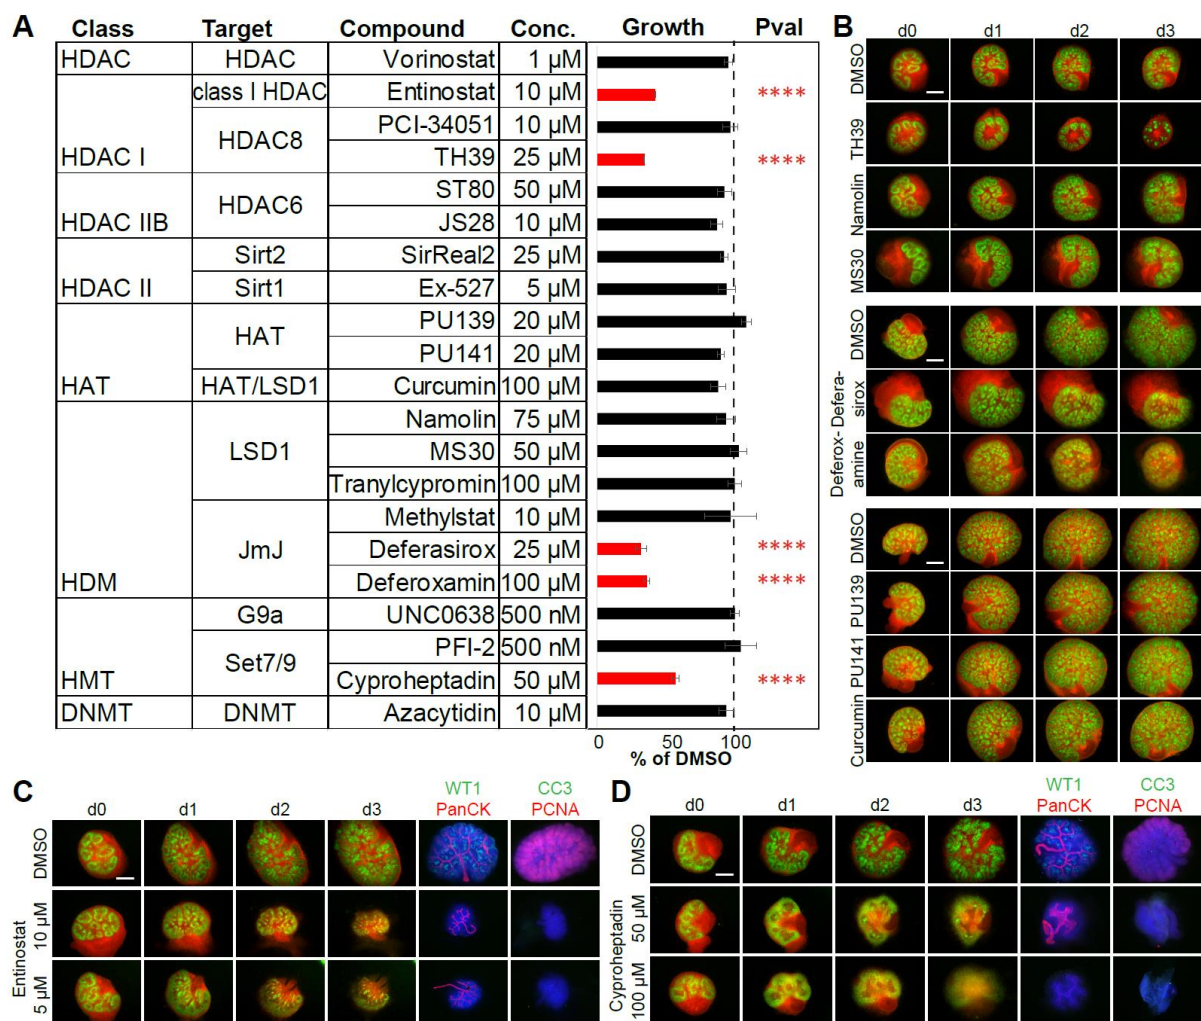 A
Class Target Compound Conc. Growth Pval
HDAC HDAC Vorinostat 1 µM
class I HDAC Entinostat 10 µM ****
HDAC8 PCI-34051 10 µM
HDAC I TH39 25 µM ****
HDAC6 ST80 50 µM
HDAC IIB JS28 10 µM
Sirt2 SirReal2 25 µM
HDAC II Sirt1 Ex-527 5 µM
HAT PU139 20 µM
PU141 20 µM
HAT HAT/LSD1 Curcumin 100 µM
LSD1 Namolin 75 µM
MS30 50 µM
Tranylcypromin 100 µM
JmJ Methylstat 10 µM
Deferasirox 25 µM ****
HDM Deferoxamin 100 µM ****
G9a UNC0638 500 nM
Set7/9 PFI-2 500 nM
HMT Cyproheptadin 50 µM ****
DNMT DNMT Azacytidin 10 µM
0 50 100
% of DMSO
B
d0 d1 d2 d3
DMSO
TH39
Namolin
MS30
DMSO
Defera-
sirox
Deferox-
amine
DMSO
PU139
PU141
Curcumin
C
WT1 CC3
d0 d1 d2 d3 PanCK PCNA
DMSO
Entinostat
10 µM
5 µM
D
WT1 CC3
d0 d1 d2 d3 PanCK PCNA
DMSO
Cyproheptadin
50 µM
100 µM